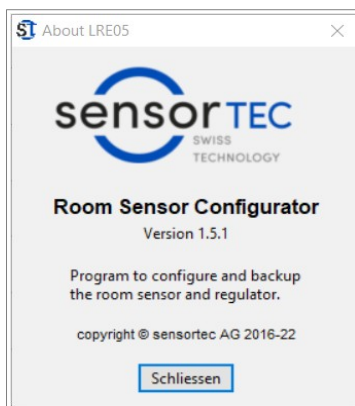 ST About LRE05
sensorTEC
SWISS
TECHNOLOGY
Room Sensor Configurator
Version 1.5.1
Program to configure and backup
the room sensor and regulator.
copyright © sensortec AG 2016-22
Schliessen